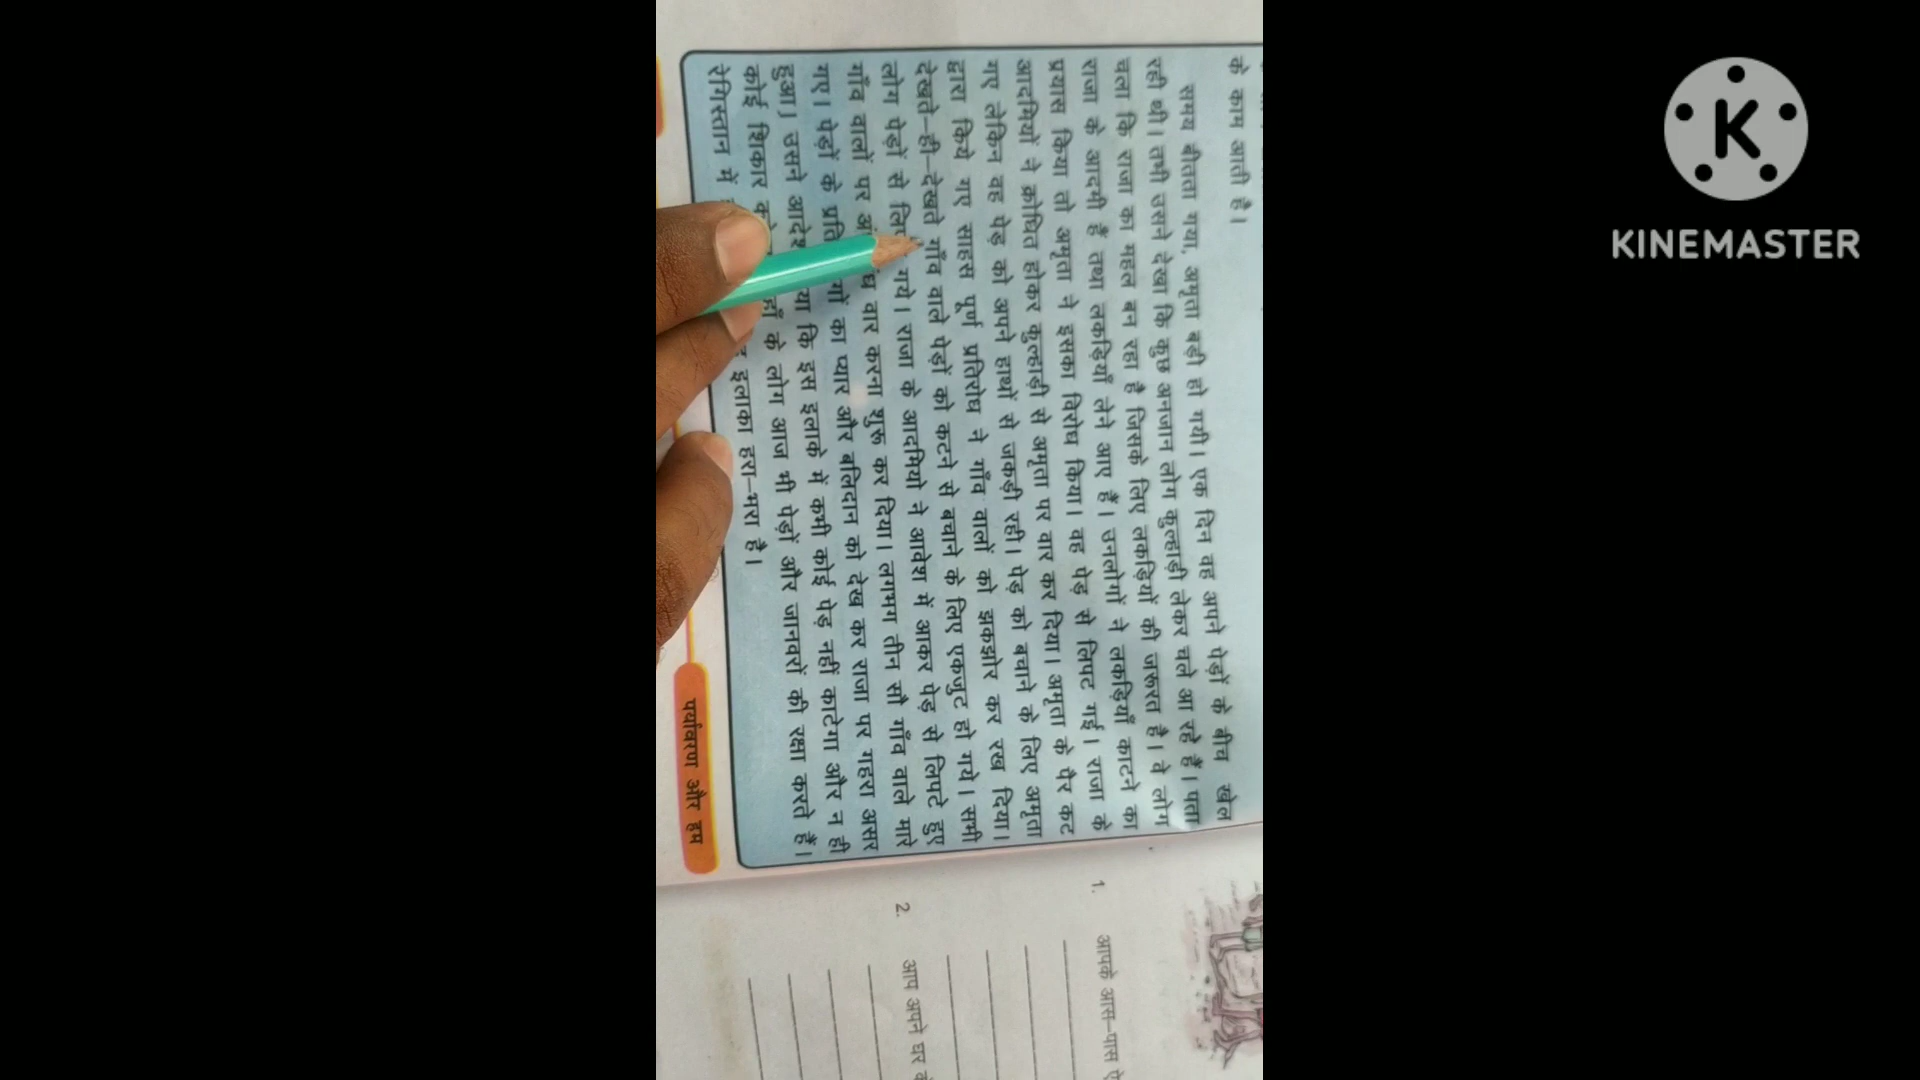 के काम आती है।
समय बीतता गया, अमृता बड़ी हो गयी। एक दिन वह अपने पेड़ों के बीच खेल
रही थी। तभी उसने देखा कि कुछ अनजान लोग कुल्हाड़ी लेकर चले आ रहे हैं। पता
चला कि राजा का महल बन रहा है जिसके लिए लकड़ियों की जरूरत है। वे लोग
राजा के आदमी हैं तथा लकड़ियाँ लेने आए हैं। उनलोगों ने लकड़ियाँ काटने का
प्रयास किया तो अमृता ने इसका विरोध किया। वह पेड़ से लिपट गई। राजा के
आदमियों ने क्रोधित होकर कुल्हाड़ी से अमृता पर वार कर दिया। अमृता के पैर कट
गए लेकिन वह पेड़ को अपने हाथों से जकड़ी रही। पेड़ को बचाने के लिए अमृता
द्वारा किये गए साहस पूर्ण प्रतिरोध ने गाँव वालों को झकझोर कर रख दिया।
देखते–ही–देखते गाँव वाले पेड़ों को कटने से बचाने के लिए एकजुट हो गये। सभी
लोग पेड़ों से गये। राजा के आदमियो ने आवेश में आकर पेड़ से लिपटे हुए
गाँव वालों पर वार करना शुरू कर दिया। लगभग तीन सौ गाँव वाले मारे
गए। पेड़ों के का प्यार और बलिदान को देख कर राजा पर गहरा असर
हुआ। उसने कि इस इलाके में कभी कोई पेड़ नहीं काटेगा और न ही
कोई शिकार के लोग आज भी पेड़ों और जानवरों की रक्षा करते हैं।
रेगिस्तान में इलाका हरा–भरा है।
पर्यावरण और हम
1. आपके आस–पास
2. आप अपने घर
KINEMASTER